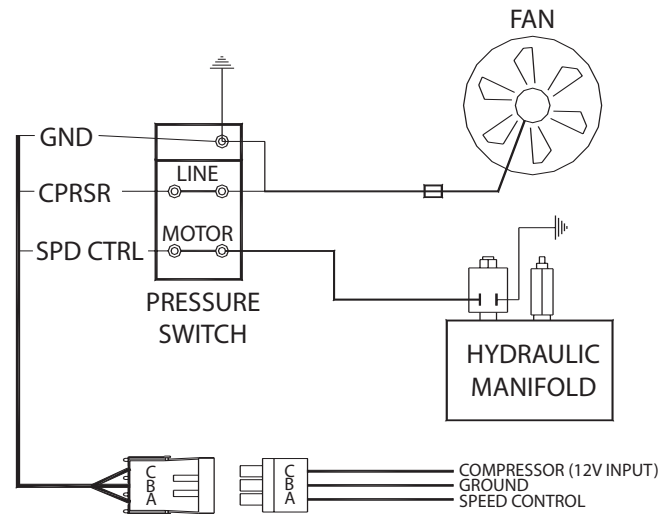 FAN
GND
LINE
CPRSR
MOTOR
SPD CTRL
PRESSURE
SWITCH
HYDRAULIC
MANIFOLD
C
B
A
C
B
A
COMPRESSOR (12V INPUT)
GROUND
SPEED CONTROL